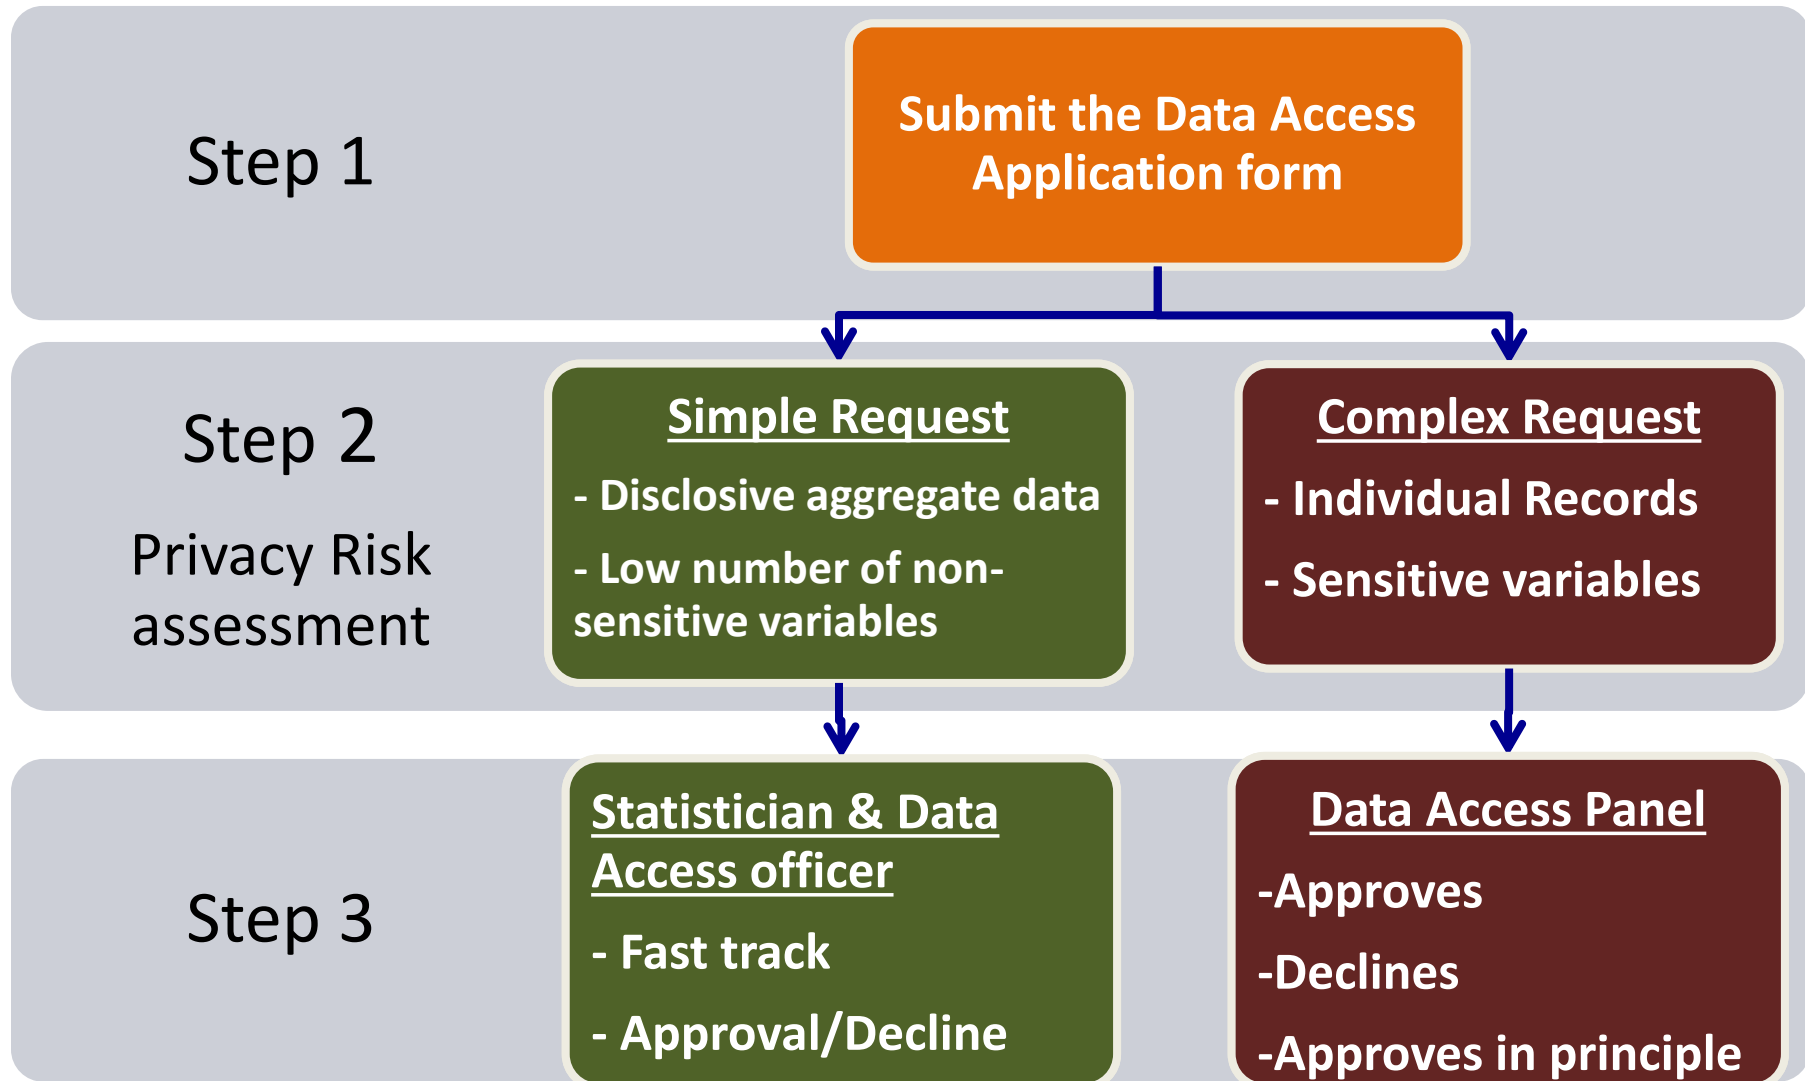 Step 1
Submit the Data Access
Application form
Step 2
Privacy Risk
assessment
Simple Request
- Disclosive aggregate data
- Low number of non-
sensitive variables
Complex Request
- Individual Records
- Sensitive variables
Step 3
Statistician & Data
Access officer
- Fast track
- Approval/Decline
Data Access Panel
-Approves
-Declines
-Approves in principle